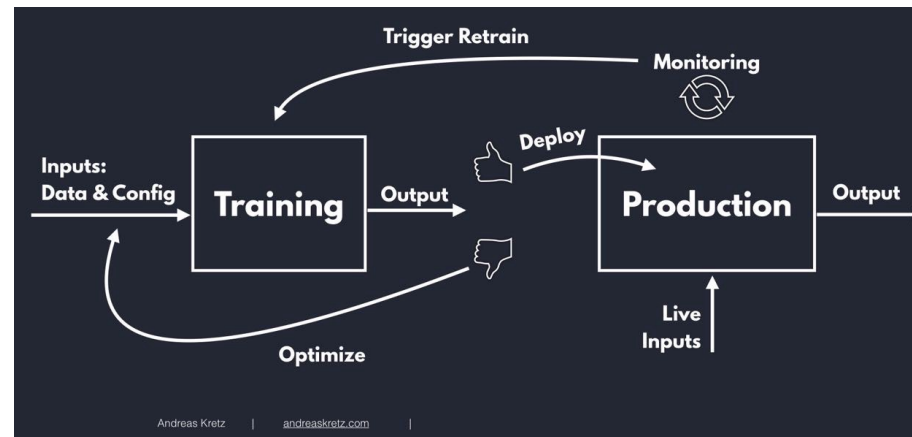 Trigger Retrain
Monitoring
Deploy
Inputs:
Data & Config
Training
Output
Production
Output
Live
Inputs
Optimize
Andreas Kretz | andreaskretz.com |